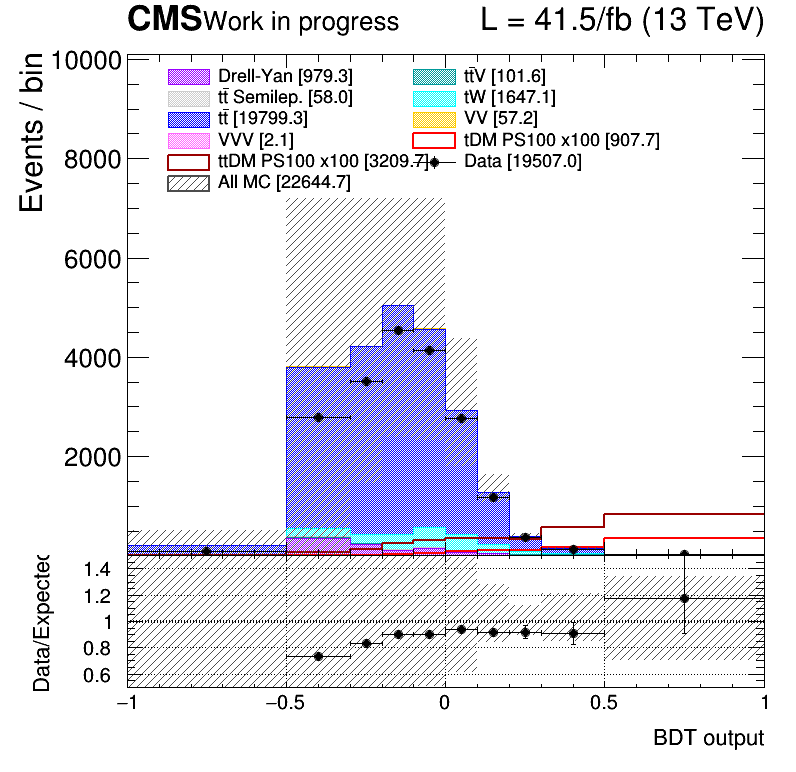 CMS Work in progress L = 41.5/fb (13 TeV)
Events / bin
10000
8000
6000
4000
2000
Drell-Yan [979.3] tt̄V [101.6]
tt̄ Semilep. [58.0] tW [1647.1]
tt̄ [19799.3] VV [57.2]
VVV [2.1] tDM PS100 x100 [907.7]
ttDM PS100 x100 [3209.7] Data [19507.0]
All MC [22644.7]
Data/Expected
1.4
1.2
1
0.8
0.6
−1 −0.5 0 0.5 1
BDT output